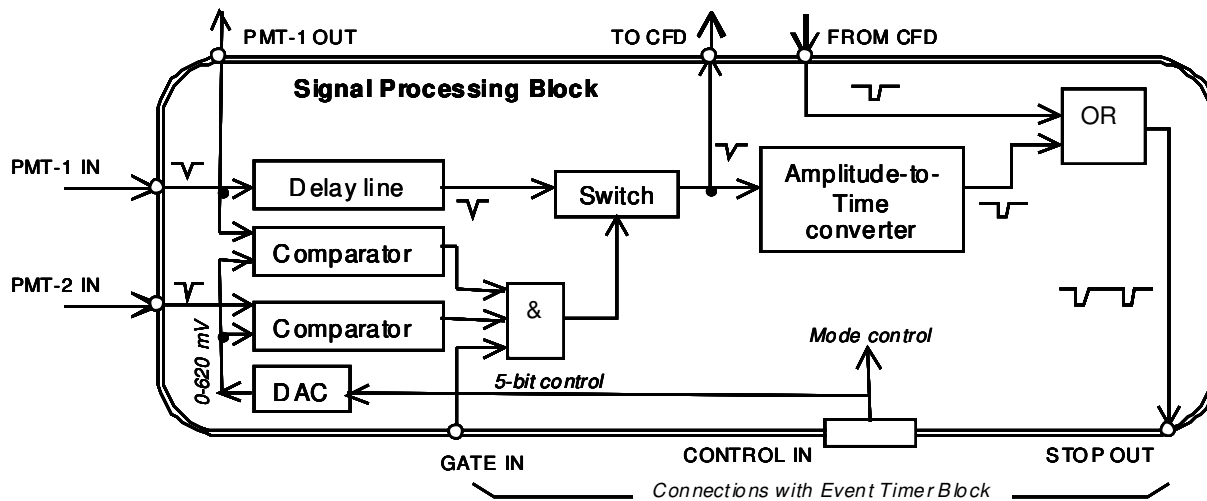 PMT-1 OUT
TO CFD
FROM CFD
Signal Processing Block
OR
PMT-1 IN
Delay line
Switch
Amplitude-to-
Time
converter
Comparator
PMT-2 IN
Comparator
&
0-620 mV
Mode control
DAC
5-bit control
GATE IN
CONTROL IN
STOP OUT
Connections with Event Timer Block